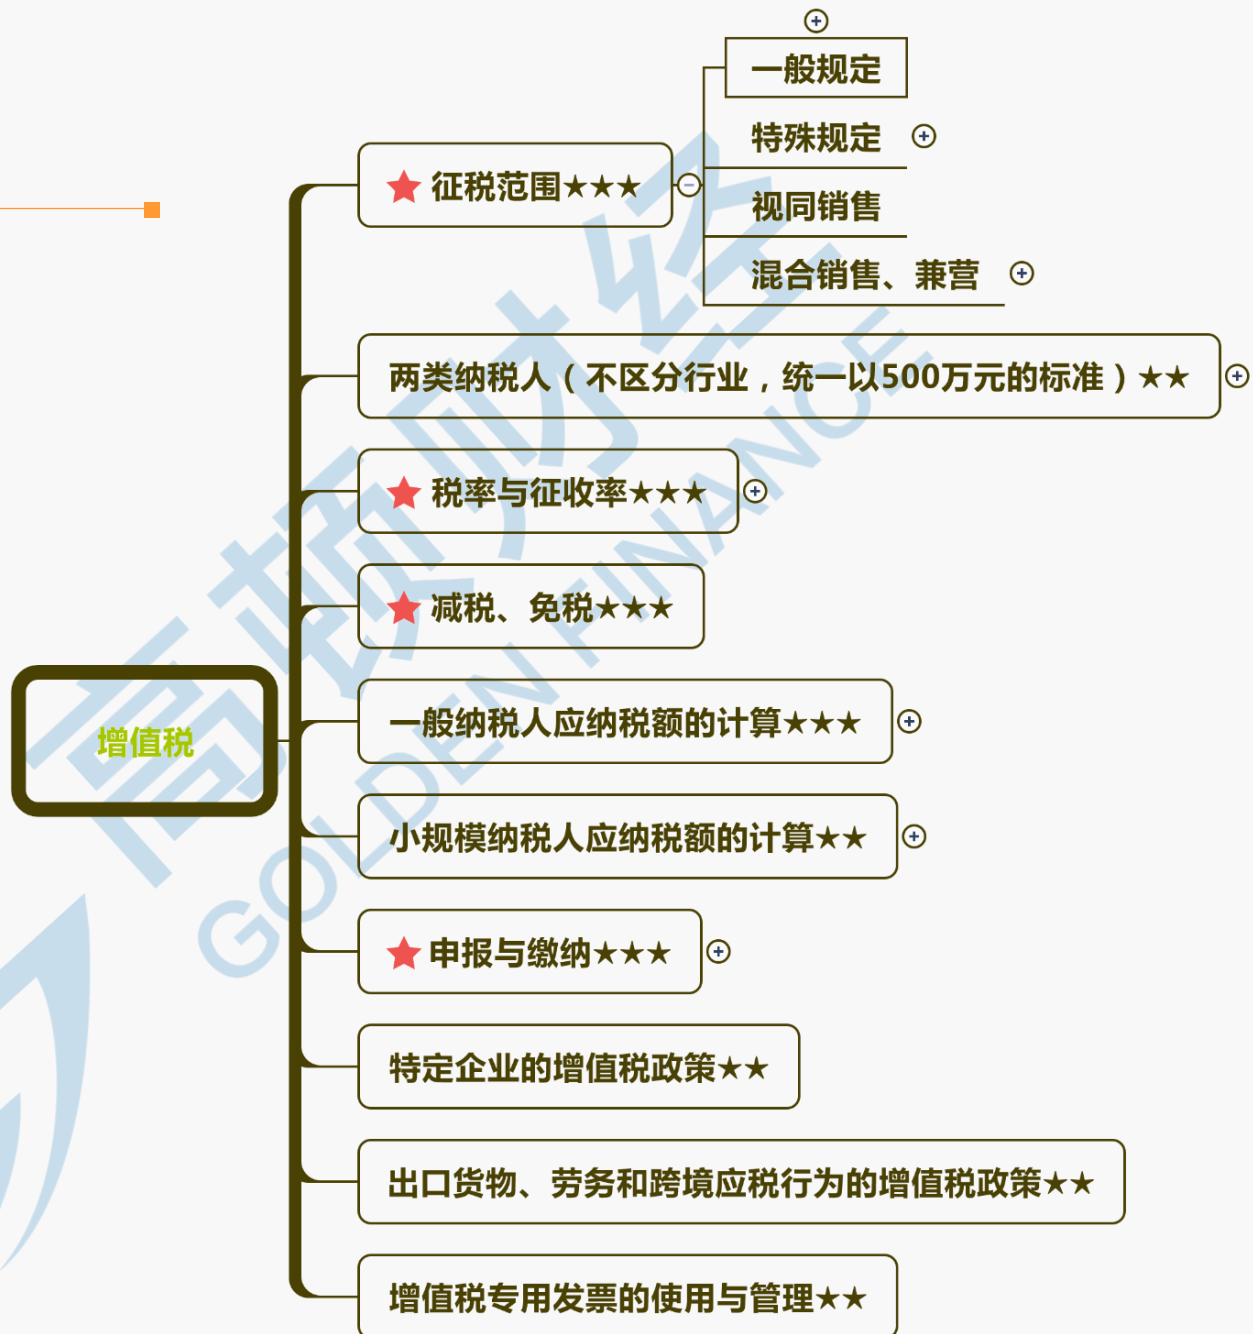 一般规定
特殊规定
征税范围★★★
视同销售
混合销售、兼营
两类纳税人（不区分行业，统一以500万元的标准）★★
税率与征收率★★★
减税、免税★★★
一般纳税人应纳税额的计算★★★
增值税
小规模纳税人应纳税额的计算★★
申报与缴纳★★★
特定企业的增值税政策★★
出口货物、劳务和跨境应税行为的增值税政策★★
增值税专用发票的使用与管理★★
高顿财经
GOLDEN FINANCE